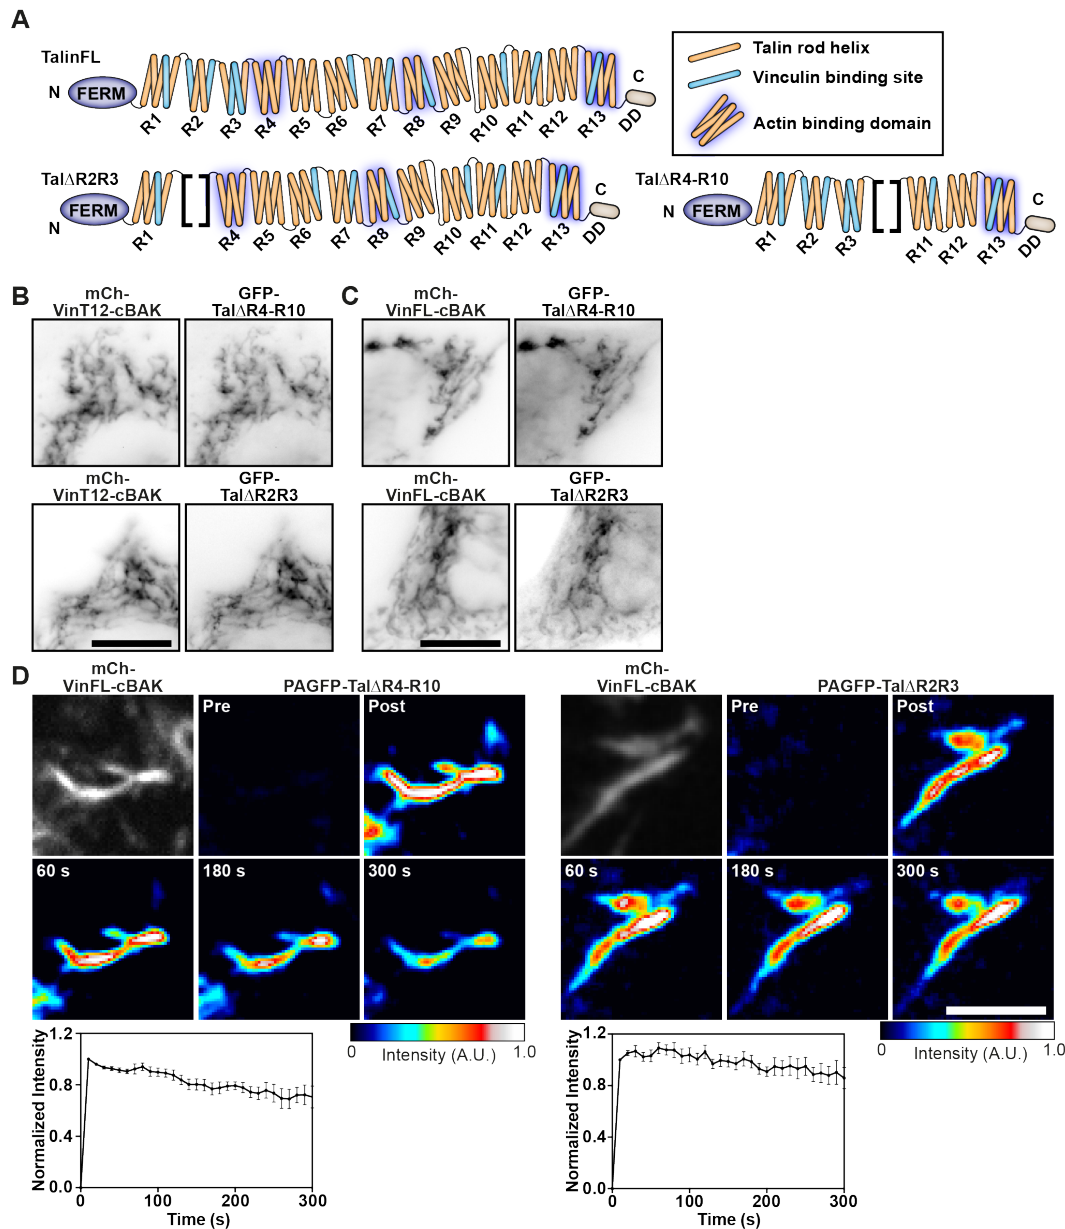 A
TalinFL
N
FERM
R1
R2
R3
R4
R5
R6
R7
R8
R9
R10
R11
R12
R13
C
DD
Talin rod helix
Vinculin binding site
Actin binding domain
TalΔR2R3
N
FERM
R1
R4
R5
R6
R7
R8
R9
R10
R11
R12
R13
C
DD
TalΔR4-R10
N
FERM
R1
R2
R3
R11
R12
R13
C
DD
B
mCh-
VinT12-cBAK
GFP-
TalΔR4-R10
mCh-
VinT12-cBAK
GFP-
TalΔR2R3
C
mCh-
VinFL-cBAK
GFP-
TalΔR4-R10
mCh-
VinFL-cBAK
GFP-
TalΔR2R3
D
mCh-
VinFL-cBAK
PAGFP-TalΔR4-R10
Pre
Post
60 s
180 s
300 s
0
Intensity (A.U.)
1.0
Normalized Intensity
1.2
0.8
0.4
0.0
0
100
200
300
Time (s)
mCh-
VinFL-cBAK
PAGFP-TalΔR2R3
Pre
Post
60 s
180 s
300 s
0
Intensity (A.U.)
1.0
Normalized Intensity
1.2
0.8
0.4
0.0
0
100
200
300
Time (s)